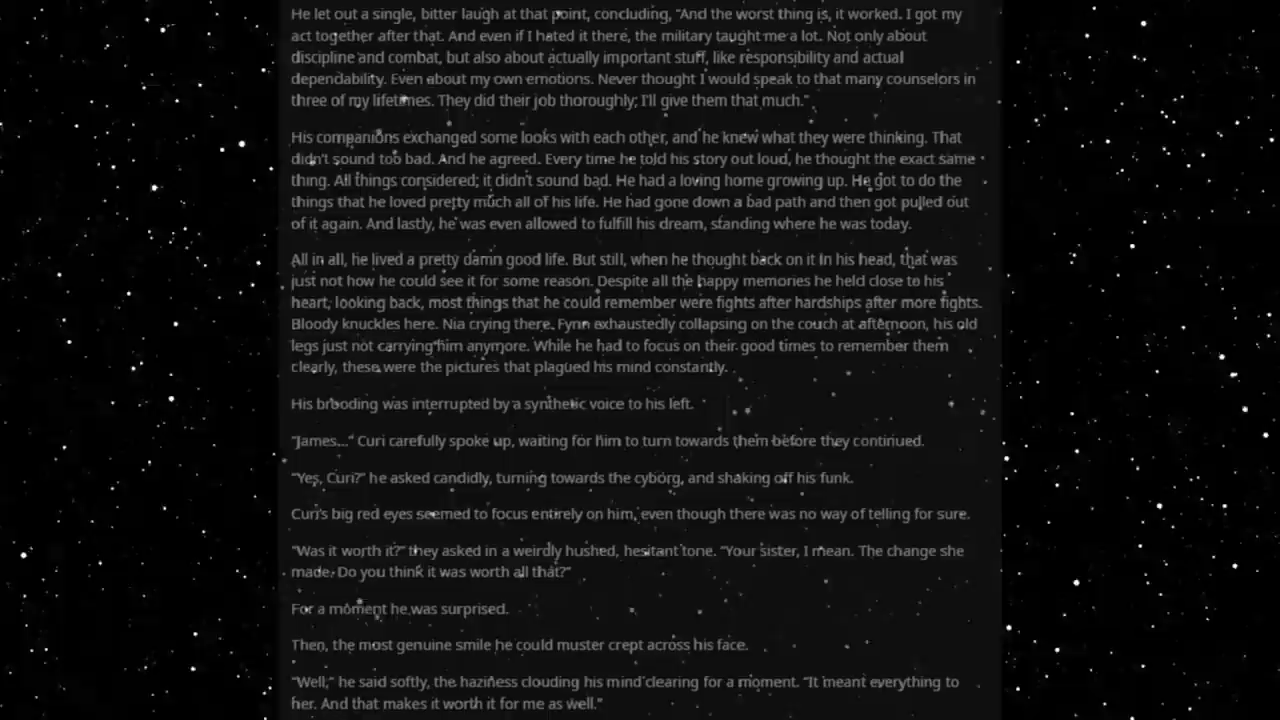 He let out a single, bitter laugh at that point, concluding, “And the worst thing is, it worked. I got my
act together after that. And even if I hated it there, the military taught me a lot. Not only about
discipline and combat, but also about actually important stuff, like responsibility and actual
dependability. Even about my own emotions. Never thought I would speak to that many counselors in
three of my lifetimes. They did their job thoroughly; I’ll give them that much.”
His companions exchanged some looks with each other, and he knew what they were thinking. That
didn’t sound too bad. And he agreed. Every time he told his story out loud, he thought the exact same
thing. All things considered; it didn’t sound bad. He had a loving home growing up. He got to do the
things that he loved pretty much all of his life. He had gone down a bad path and then got pulled out
of it again. And lastly, he was even allowed to fulfill his dream, standing where he was today.
All in all, he lived a pretty damn good life. But still, when he thought back on it in his head, that was
just not how he could see it for some reason. Despite all the happy memories he held close to his
heart; looking back, most things that he could remember were fights after hardships after more fights.
Bloody knuckles here. Nia crying there. Fynn exhaustedly collapsing on the couch at afternoon, his old
legs just not carrying him anymore. While he had to focus on their good times to remember them
clearly, these were the pictures that plagued his mind constantly.
His brooding was interrupted by a synthetic voice to his left.
“James…” Curi carefully spoke up, waiting for him to turn towards them before they continued.
“Yes, Curi?” he asked candidly, turning towards the cyborg, and shaking off his funk.
Curi’s big red eyes seemed to focus entirely on him, even though there was no way of telling for sure.
“Was it worth it?” they asked in a weirdly hushed, hesitant tone. “Your sister, I mean. The change she
made. Do you think it was worth all that?”
For a moment he was surprised.
Then, the most genuine smile he could muster crept across his face.
“Well,” he said softly, the haziness clouding his mind clearing for a moment. “It meant everything to
her. And that makes it worth it for me as well.”